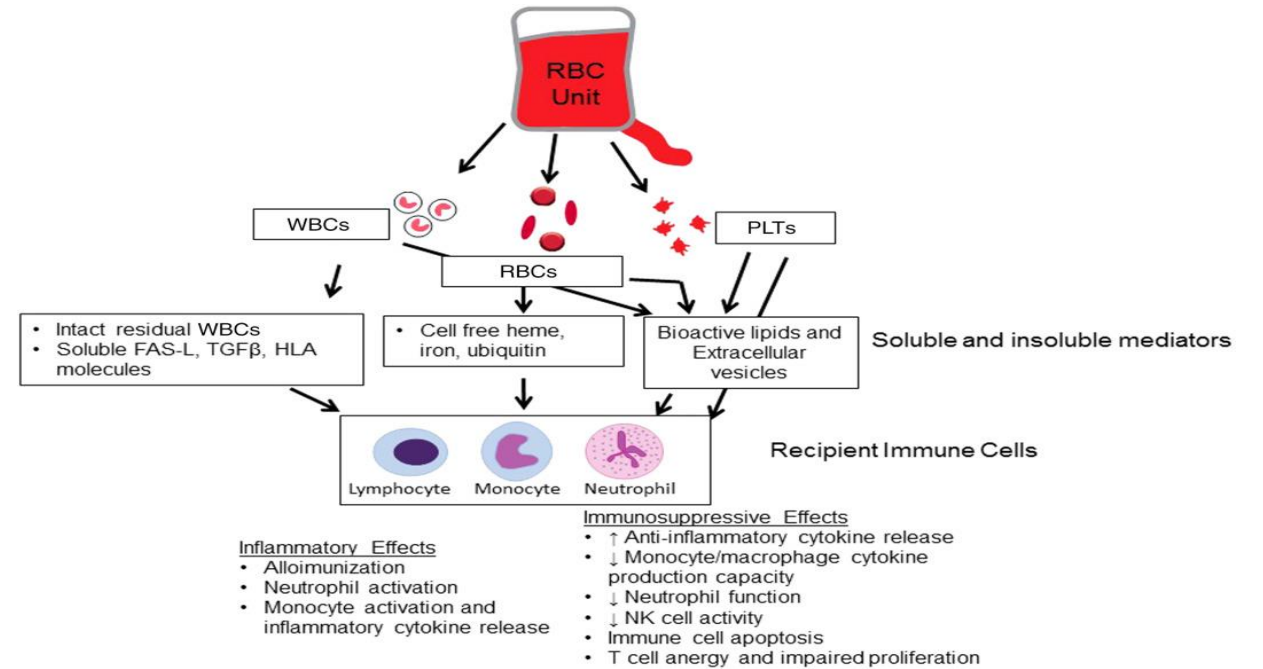 RBC
Unit
WBCs
PLTs
RBCs
• Intact residual WBCs
• Soluble FAS-L, TGFβ, HLA
molecules
• Cell free heme,
iron, ubiquitin
Bioactive lipids and
Extracellular
vesicles
Soluble and insoluble mediators
Lymphocyte Monocyte Neutrophil
Recipient Immune Cells
Inflammatory Effects
• Alloimunization
• Neutrophil activation
• Monocyte activation and
inflammatory cytokine release
Immunosuppressive Effects
• ↑ Anti-inflammatory cytokine release
• ↓ Monocyte/macrophage cytokine
production capacity
• ↓ Neutrophil function
• ↓ NK cell activity
• Immune cell apoptosis
• T cell anergy and impaired proliferation